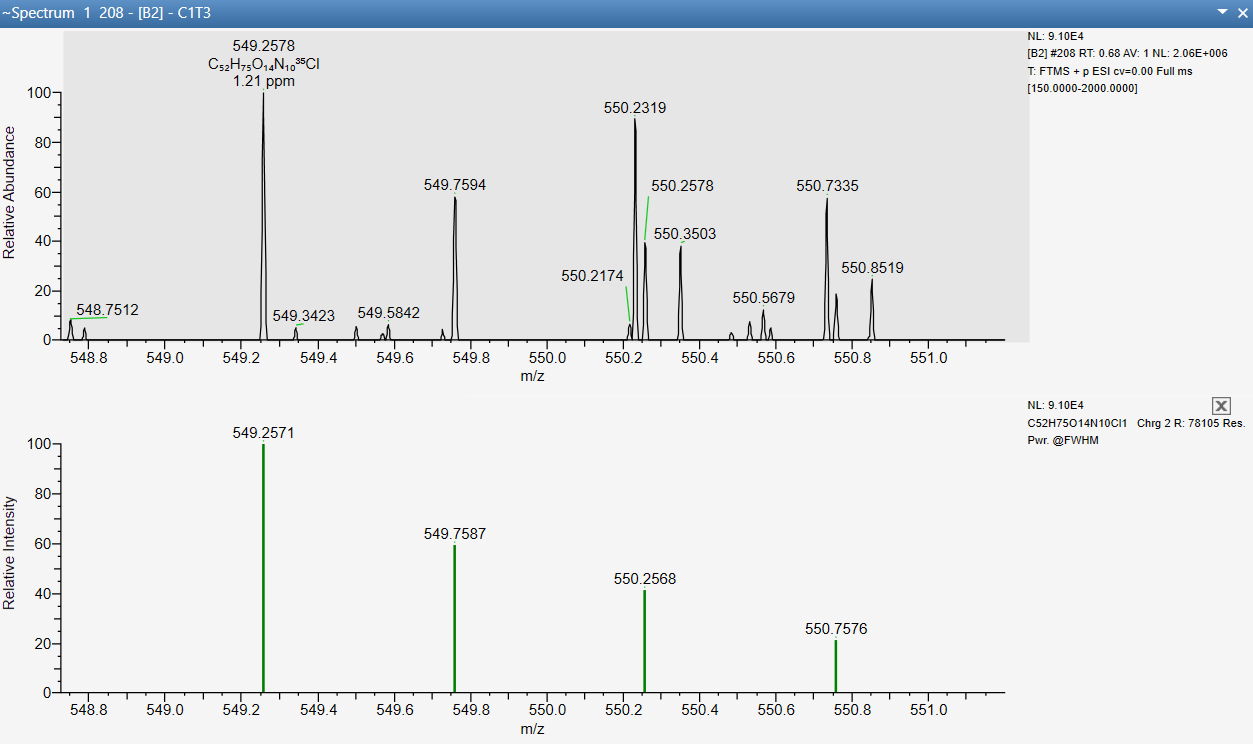 ~Spectrum 1 208 - [B2] - C1T3
NL: 9.10E4
[B2] #208 RT: 0.68 AV: 1 NL: 2.06E+006
T: FTMS + p ESI cv=0.00 Full ms
[150.0000-2000.0000]
549.2578
C₅₂H₇₅O₁₄N₁₀³⁵Cl
1.21 ppm
550.2319
549.7594
550.2578
550.7335
550.3503
550.2174
550.8519
550.5679
548.7512
549.3423
549.5842
Relative Abundance
100
80
60
40
20
0
548.8 549.0 549.2 549.4 549.6 549.8 550.0 550.2 550.4 550.6 550.8 551.0
m/z
NL: 9.10E4
C52H75O14N10Cl1 Chrg 2 R: 78105 Res.
Pwr. @FWHM
549.2571
549.7587
550.2568
550.7576
Relative Intensity
100
80
60
40
20
0
548.8 549.0 549.2 549.4 549.6 549.8 550.0 550.2 550.4 550.6 550.8 551.0
m/z